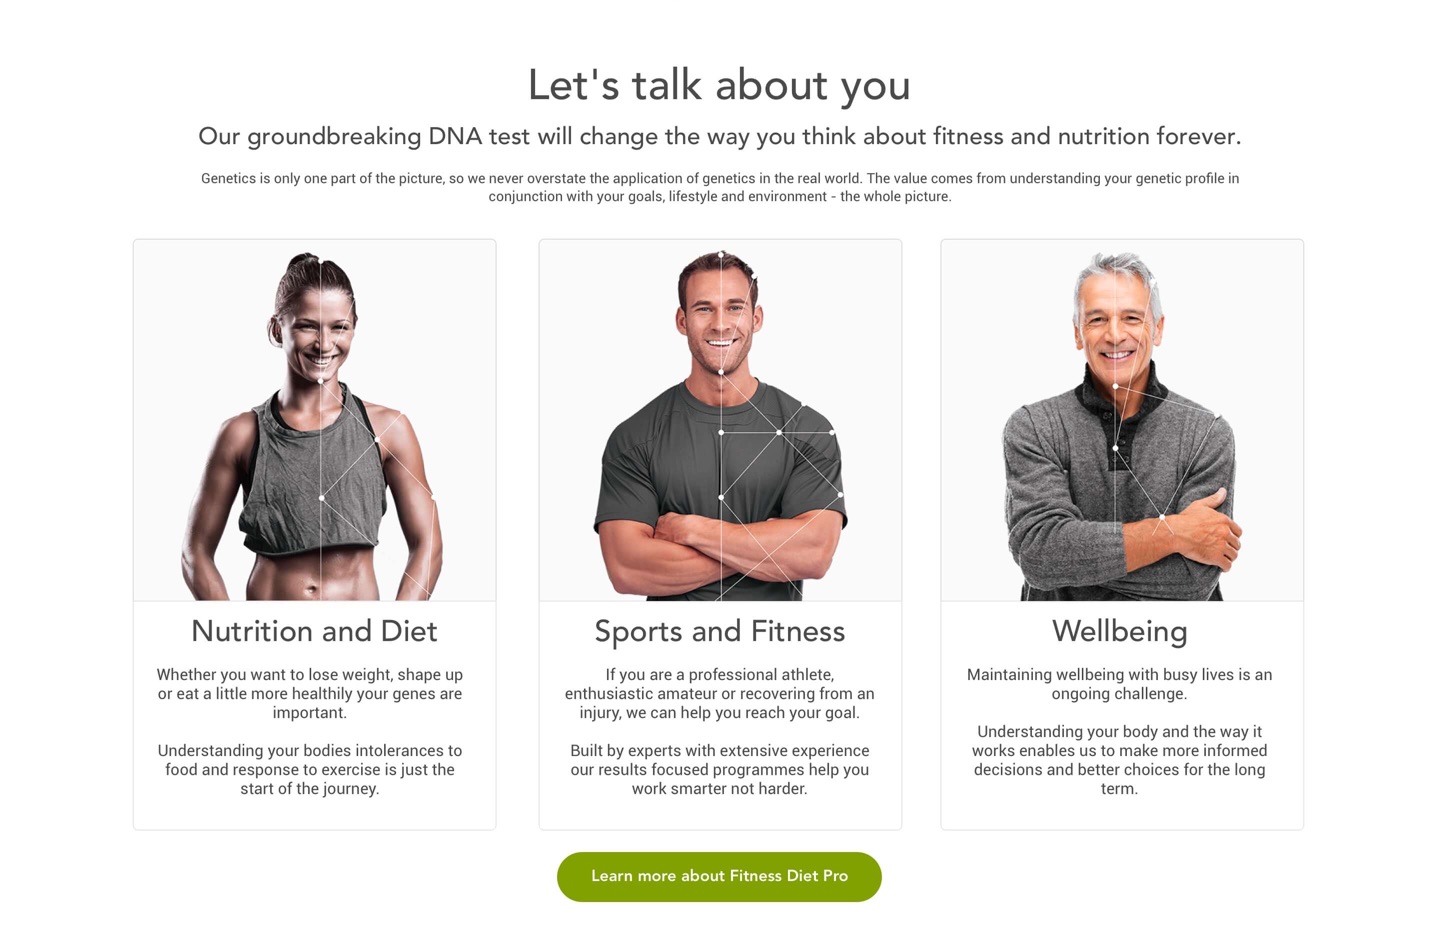 Let's talk about you
Our groundbreaking DNA test will change the way you think about fitness and nutrition forever.
Genetics is only one part of the picture, so we never overstate the application of genetics in the real world. The value comes from understanding your genetic profile in
conjunction with your goals, lifestyle and environment - the whole picture.
Nutrition and Diet
Whether you want to lose weight, shape up
or eat a little more healthily your genes are
important.
Understanding your bodies intolerances to
food and response to exercise is just the
start of the journey.
Sports and Fitness
If you are a professional athlete,
enthusiastic amateur or recovering from an
injury, we can help you reach your goal.
Built by experts with extensive experience
our results focused programmes help you
work smarter not harder.
Wellbeing
Maintaining wellbeing with busy lives is an
ongoing challenge.
Understanding your body and the way it
works enables us to make more informed
decisions and better choices for the long
term.
Learn more about Fitness Diet Pro